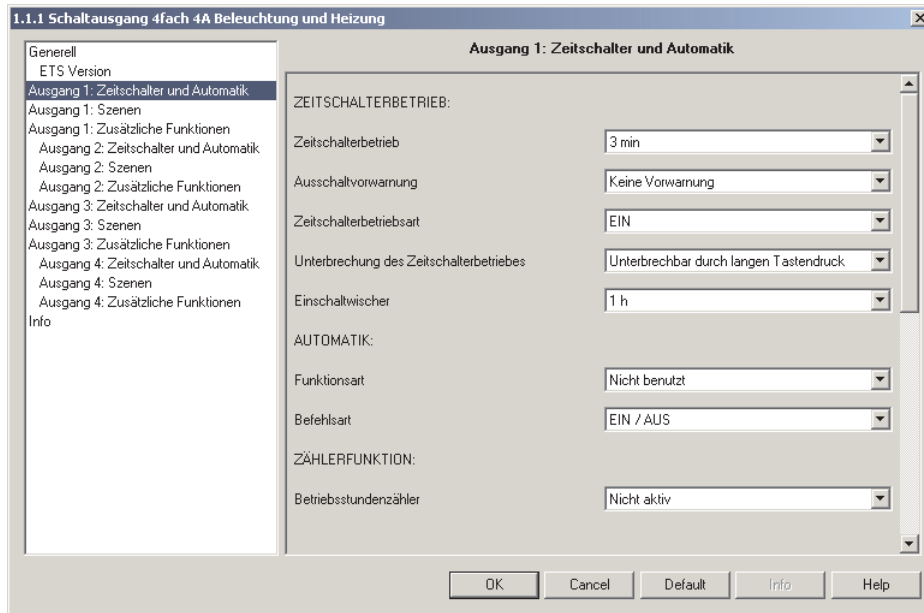 1.1.1 Schaltausgang 4fach 4A Beleuchtung und Heizung
Generell
ETS Version
Ausgang 1: Zeitschalter und Automatik
Ausgang 1: Szenen
Ausgang 1: Zusätzliche Funktionen
Ausgang 2: Zeitschalter und Automatik
Ausgang 2: Szenen
Ausgang 2: Zusätzliche Funktionen
Ausgang 3: Zeitschalter und Automatik
Ausgang 3: Szenen
Ausgang 3: Zusätzliche Funktionen
Ausgang 4: Zeitschalter und Automatik
Ausgang 4: Szenen
Ausgang 4: Zusätzliche Funktionen
Info
Ausgang 1: Zeitschalter und Automatik
ZEITSCHALTERBETRIEB:
Zeitschalterbetrieb 3 min
Ausschaltvorwarnung Keine Vorwarnung
Zeitschalterbetriebsart EIN
Unterbrechung des Zeitschalterbetriebes Unterbrechbar durch langen Tastendruck
Einschaltwischer 1 h
AUTOMATIK:
Funktionsart Nicht benutzt
Befehlsart EIN / AUS
ZÄHLERFUNKTION:
Betriebsstundenzähler Nicht aktiv
OK Cancel Default Info Help